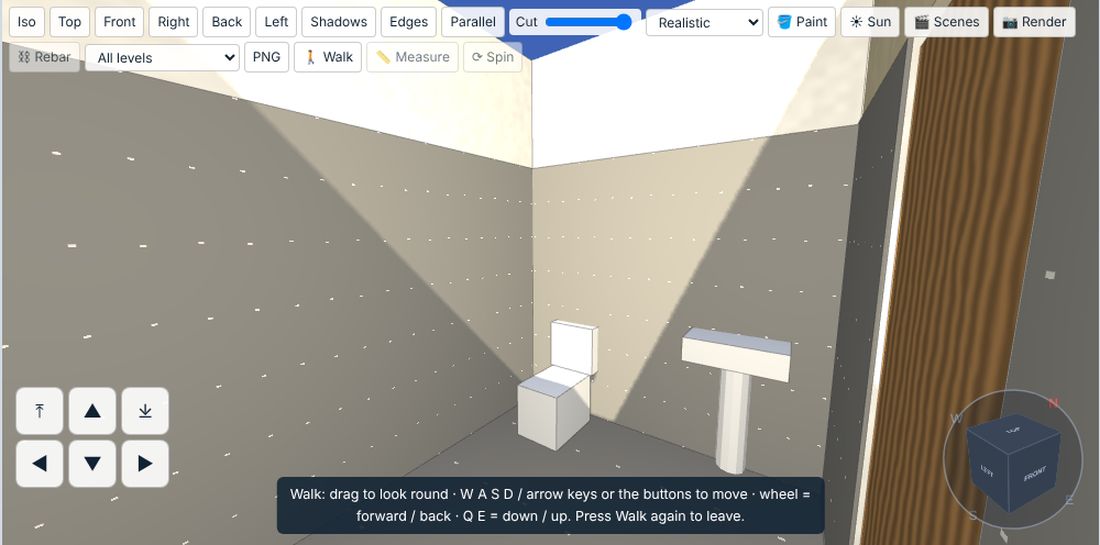 Iso Top Front Right Back Left Shadows Edges Parallel Cut Realistic Paint Sun Scenes Render
Rebar All levels PNG Walk Measure Spin
W N
TOP
LEFT FRONT
S E
Walk: drag to look round · W A S D / arrow keys or the buttons to move · wheel =
forward / back · Q E = down / up. Press Walk again to leave.